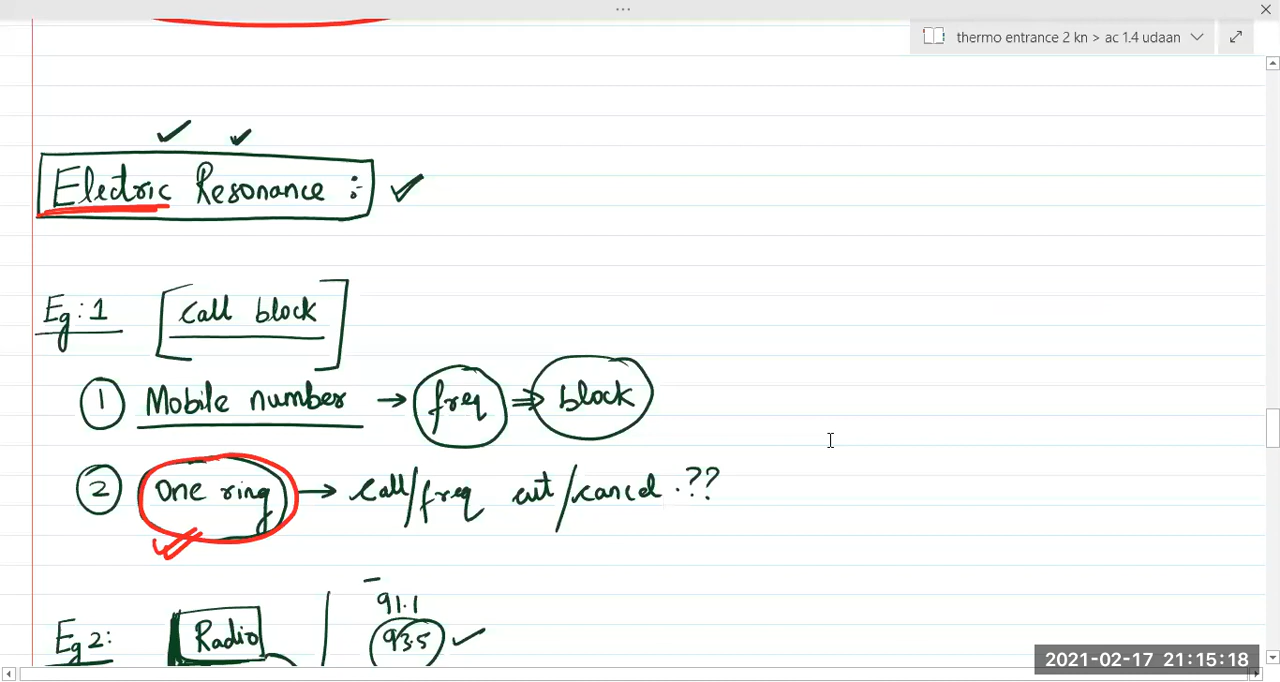 ...
thermo entrance 2 kn > ac 1.4 udaan
Electric Resonance :-
Eg:1 [Call block]
① Mobile number → freq ⇒ block
② One ring → call/freq cut/cancel .??
91.1
Eg 2: Radio 93.5
2021-02-17 21:15:18